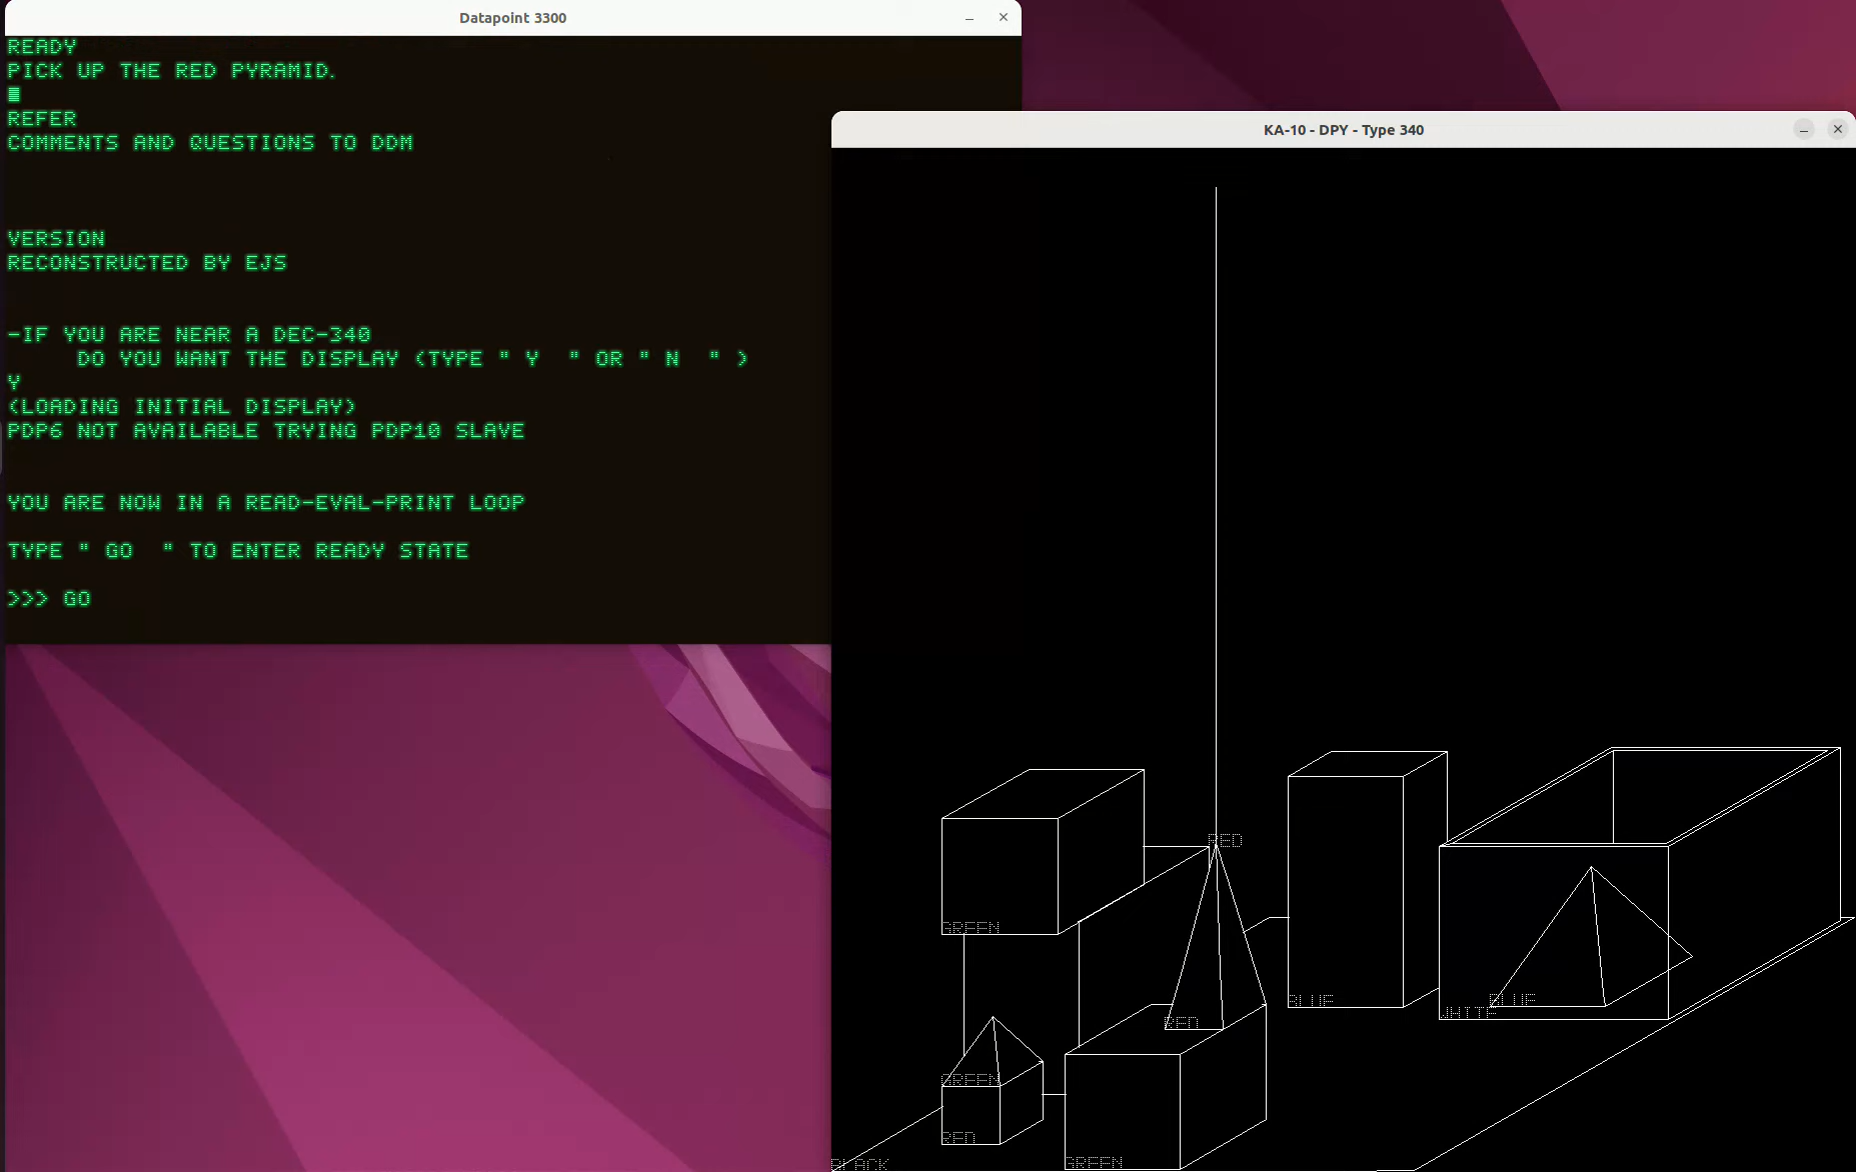 Datapoint 3300
READY
PICK UP THE RED PYRAMID.
REFER
COMMENTS AND QUESTIONS TO DDM
VERSION
RECONSTRUCTED BY EJS
-IF YOU ARE NEAR A DEC-340
DO YOU WANT THE DISPLAY (TYPE " Y " OR " N " )
Y
(LOADING INITIAL DISPLAY)
PDP6 NOT AVAILABLE TRYING PDP10 SLAVE
YOU ARE NOW IN A READ-EVAL-PRINT LOOP
TYPE " GO " TO ENTER READY STATE
>>> GO
KA-10 - DPY - Type 340
RED
GREEN
BLUE
BLUE
WHITE
RED
GREEN
RED
GREEN
BLACK